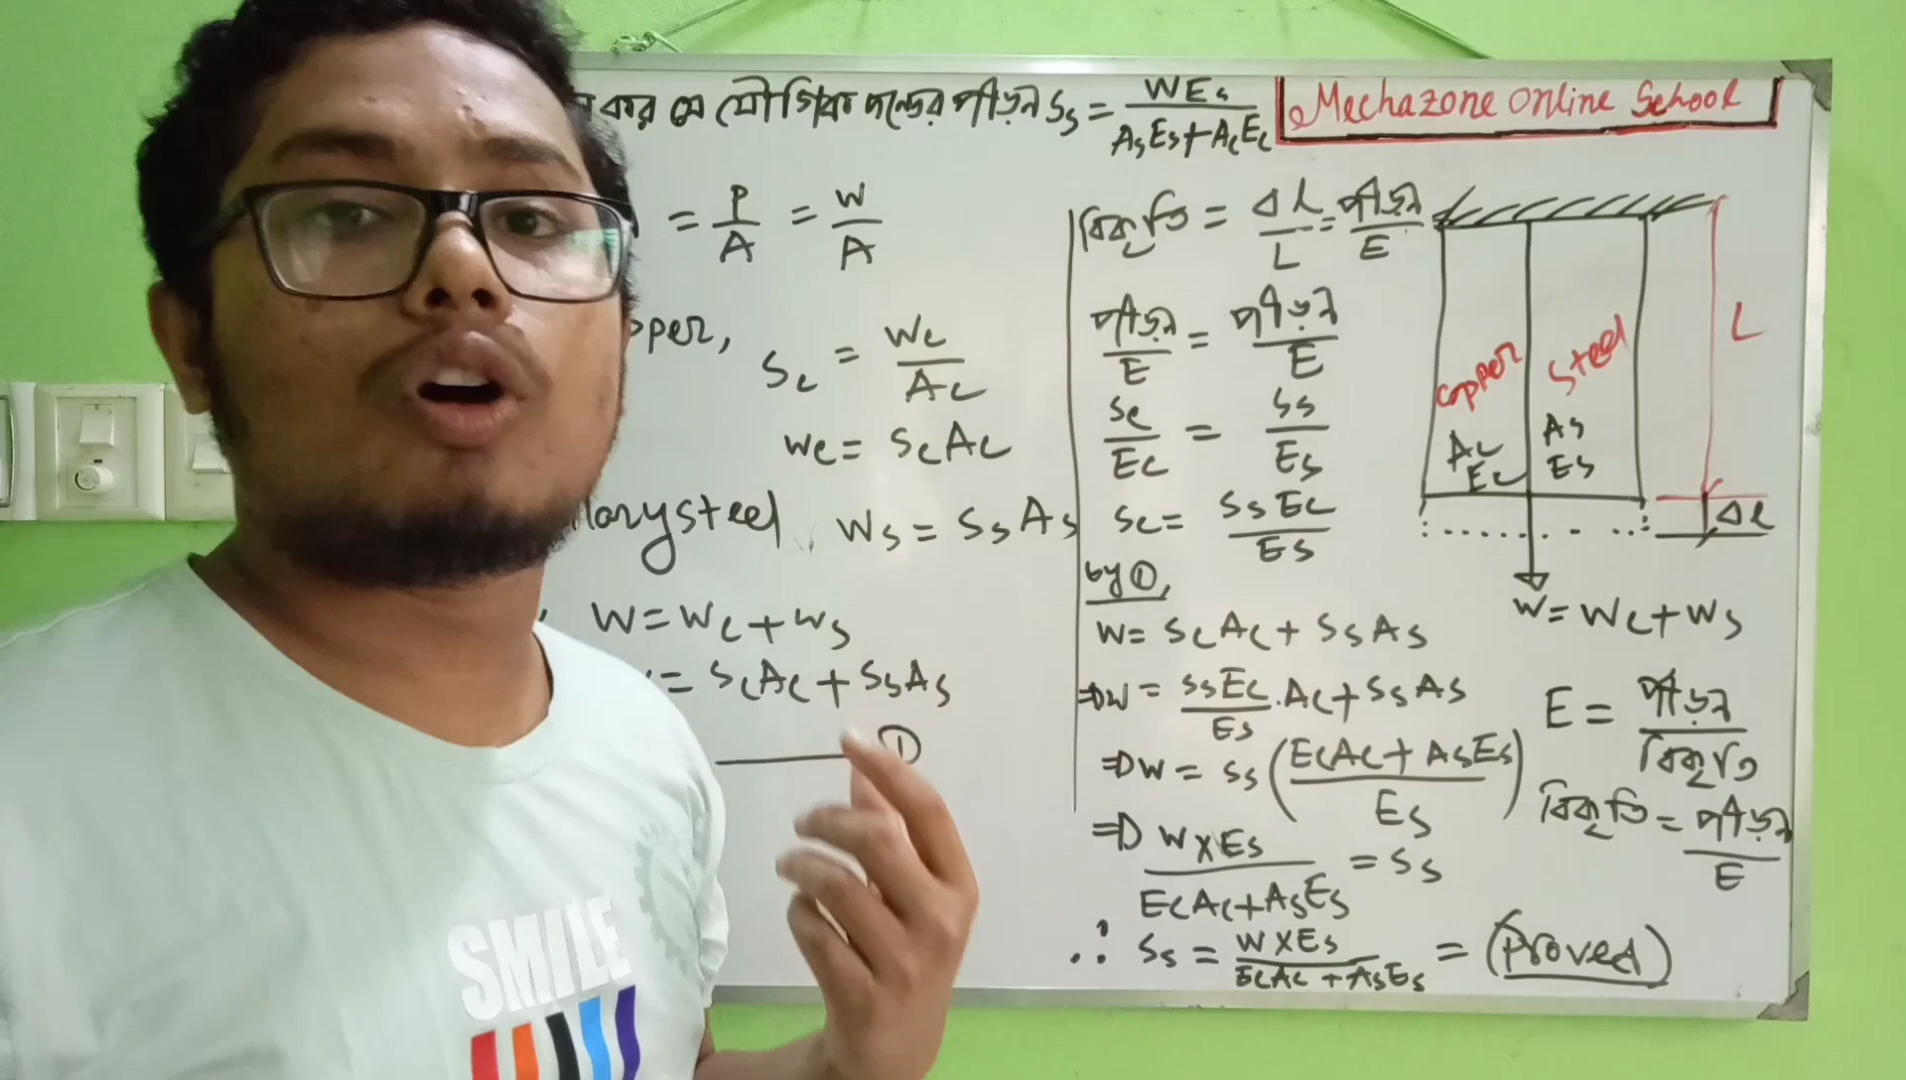 কর যে যৌগিক দন্ডের পীড়ন Ss = WEs / AsEs + AcEc
Mechazone Online School
= P/A = W/A
Sc = Wc/Ac
Wc = ScAc
steel Ws = SsAs
W = Wc + Ws
= ScAc + SsAs
①
বিকৃতি = Δl/L = পীড়ন/E
পীড়ন/E = পীড়ন/E
Sc/Ec = Ss/Es
Sc = SsEc/Es
by ①,
W = ScAc + SsAs
⇒ W = SsEc/Es . Ac + SsAs
⇒ W = Ss (EcAc + AsEs / Es)
⇒ W×Es / EcAc + AsEs = Ss
∴ Ss = W×Es / EcAc + AsEs = (Proved)
copper
steel
L
Ac
Ec
As
Es
Δl
W = Wc + Ws
E = পীড়ন/বিকৃতি
বিকৃতি = পীড়ন/E
SMILE